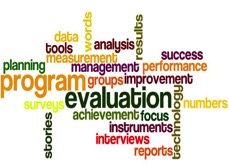 words
data
tools
analysis
results
measurement
success
planning
management
performance
program
groups
improvement
surveys
evaluation
numbers
technology
achievement
focus
stories
instruments
interviews
reports